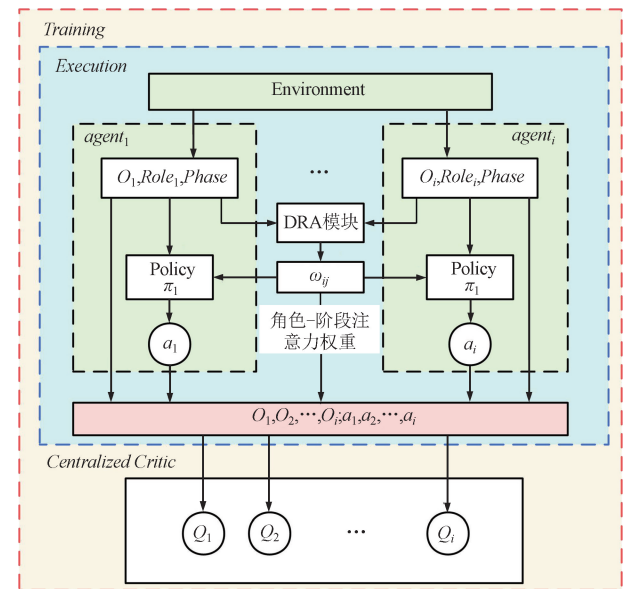 Training
Execution
Environment
agent1
agenti
O1,Role1,Phase
…
Oi,Rolei,Phase
DRA模块
Policy
π1
ωij
Policy
π1
角色-阶段注
意力权重
a1
ai
O1,O2,…,Oi;a1,a2,…,ai
Centralized Critic
Q1
Q2
…
Qi